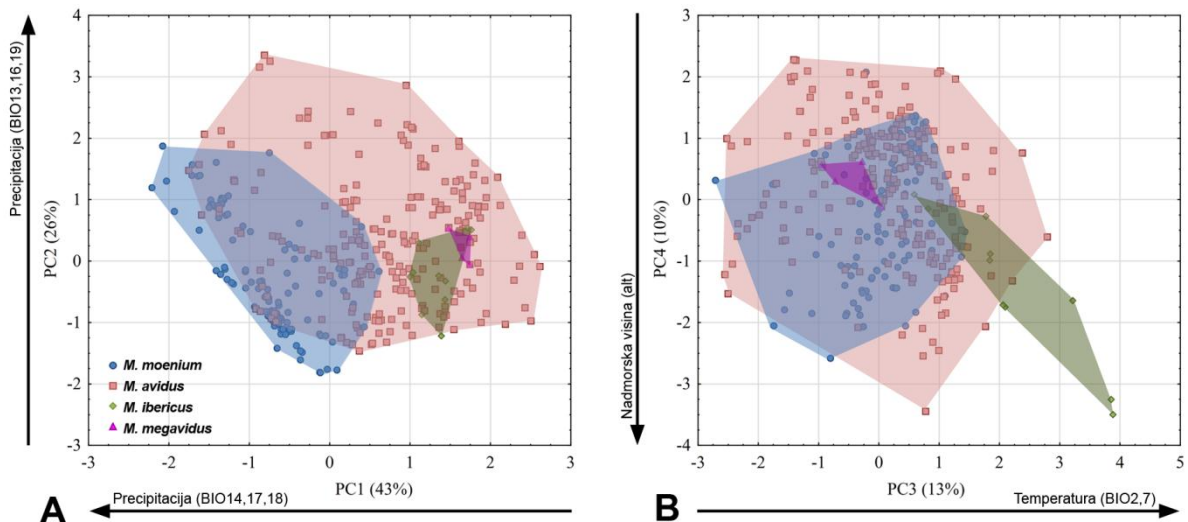 Precipitacija (BIO13,16,19)
PC2 (26%)
4
3
2
1
0
-1
-2
-3
M. moenium
M. avidus
M. ibericus
M. megavidus
-3
-2
-1
0
1
2
3
PC1 (43%)
A
Precipitacija (BIO14,17,18)
Nadmorska visina (alt)
PC4 (10%)
3
2
1
0
-1
-2
-3
-4
-3
-2
-1
0
1
2
3
4
5
PC3 (13%)
B
Temperatura (BIO2,7)